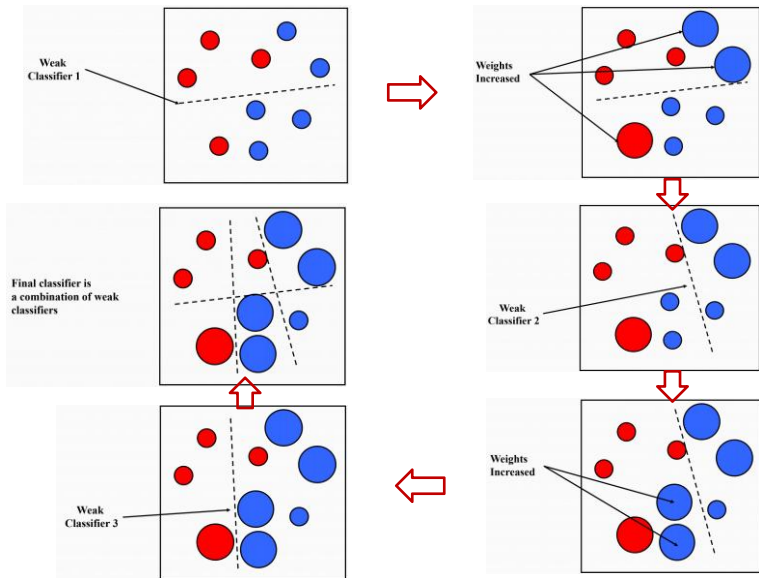 Weak
Classifier 1
Weights
Increased
Weak
Classifier 2
Weights
Increased
Weak
Classifier 3
Final classifier is
a combination of weak
classifiers